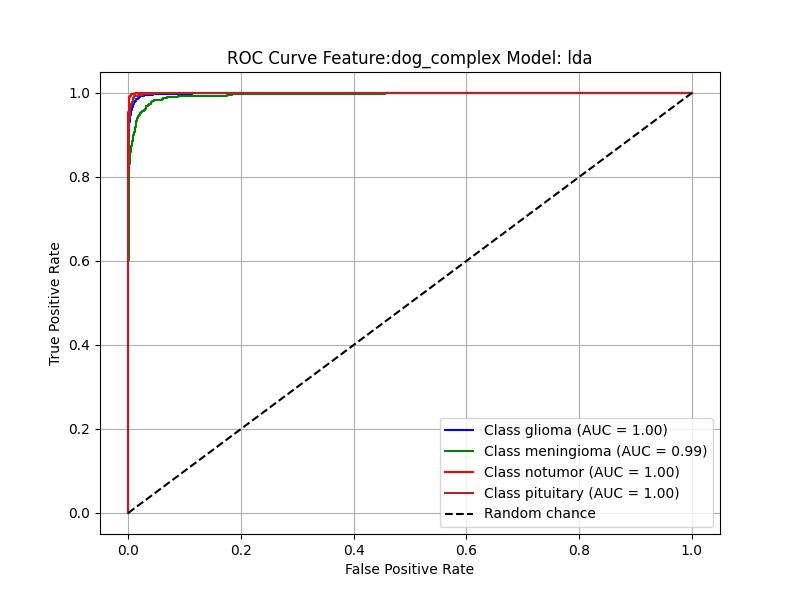 ROC Curve Feature:dog_complex Model: lda
True Positive Rate
1.0
0.8
0.6
0.4
0.2
0.0
Class glioma (AUC = 1.00)
Class meningioma (AUC = 0.99)
Class notumor (AUC = 1.00)
Class pituitary (AUC = 1.00)
Random chance
0.0 0.2 0.4 0.6 0.8 1.0
False Positive Rate